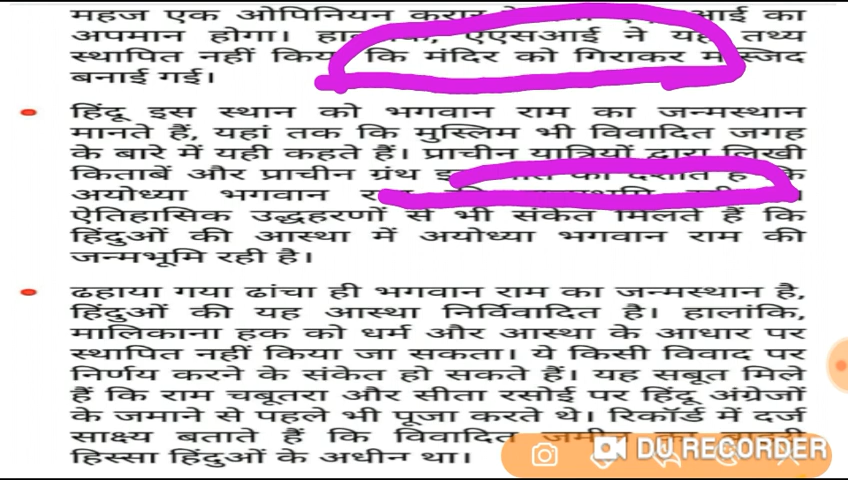 महज एक ओपिनियन करार
अपमान होगा। एएसआई ने यह तथ्य
स्थापित नहीं किया कि मंदिर को गिराकर मस्जिद
बनाई गई।
हिंदू इस स्थान को भगवान राम का जन्मस्थान
मानते हैं, यहां तक कि मुस्लिम भी विवादित जगह
के बारे में यही कहते हैं। प्राचीन यात्रियों द्वारा लिखी
किताबें और प्राचीन ग्रंथ
अयोध्या भगवान
ऐतिहासिक उद्धहरणों से भी संकेत मिलते हैं कि
हिंदुओं की आस्था में अयोध्या भगवान राम की
जन्मभूमि रही है।
ढहाया गया ढांचा ही भगवान राम का जन्मस्थान है,
हिंदुओं की यह आस्था निर्विवादित है। हालांकि,
मालिकाना हक को धर्म और आस्था के आधार पर
स्थापित नहीं किया जा सकता। ये किसी विवाद पर
निर्णय करने के संकेत हो सकते हैं। यह सबूत मिले
हैं कि राम चबूतरा और सीता रसोई पर हिंदू अंग्रेजों
के जमाने से पहले भी पूजा करते थे। रिकॉर्ड में दर्ज
साक्ष्य बताते हैं कि विवादित
हिस्सा हिंदुओं के अधीन था।
DU RECORDER